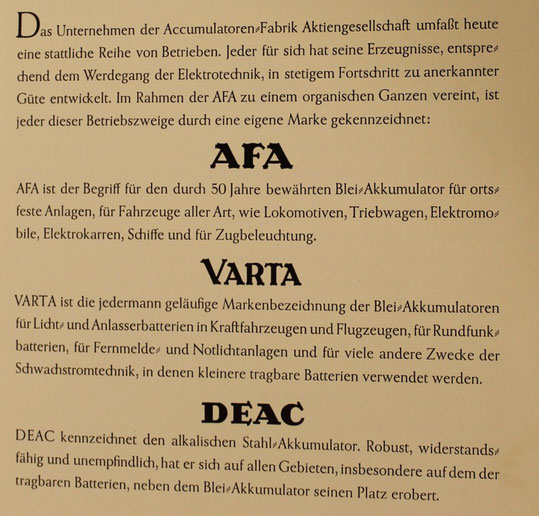 Das Unternehmen der Accumulatoren-Fabrik Aktiengesellschaft umfaßt heute
eine stattliche Reihe von Betrieben. Jeder für sich hat seine Erzeugnisse, entspre-
chend dem Werdegang der Elektrotechnik, in stetigem Fortschritt zu anerkannter
Güte entwickelt. Im Rahmen der AFA zu einem organischen Ganzen vereint, ist
jeder dieser Betriebszweige durch eine eigene Marke gekennzeichnet:
AFA
AFA ist der Begriff für den durch 50 Jahre bewährten Blei-Akkumulator für orts-
feste Anlagen, für Fahrzeuge aller Art, wie Lokomotiven, Triebwagen, Elektromo-
bile, Elektrokarren, Schiffe und für Zugbeleuchtung.
VARTA
VARTA ist die jedermann geläufige Markenbezeichnung der Blei-Akkumulatoren
für Licht- und Anlasserbatterien in Kraftfahrzeugen und Flugzeugen, für Rundfunk-
batterien, für Fernmelde- und Notlichtanlagen und für viele andere Zwecke der
Schwachstromtechnik, in denen kleinere tragbare Batterien verwendet werden.
DEAC
DEAC kennzeichnet den alkalischen Stahl-Akkumulator. Robust, widerstands-
fähig und unempfindlich, hat er sich auf allen Gebieten, insbesondere auf dem der
tragbaren Batterien, neben dem Blei-Akkumulator seinen Platz erobert.